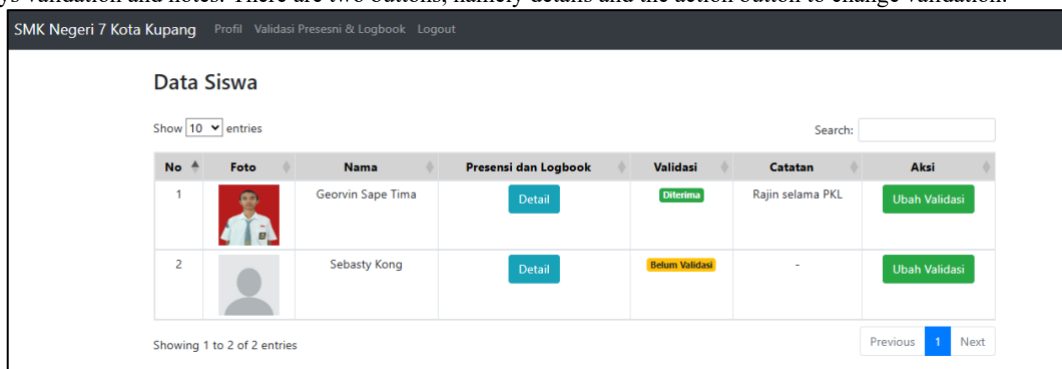 ys validation and notes. There are two buttons, namely details and the action button to change validation.
SMK Negeri 7 Kota Kupang Profil Validasi Presesni & Logbook Logout
Data Siswa
Show 10 entries Search:
No Foto Nama Presensi dan Logbook Validasi Catatan Aksi
1 Georvin Sape Tima Detail Diterima Rajin selama PKL Ubah Validasi
2 Sebasty Kong Detail Belum Validasi - Ubah Validasi
Showing 1 to 2 of 2 entries Previous 1 Next